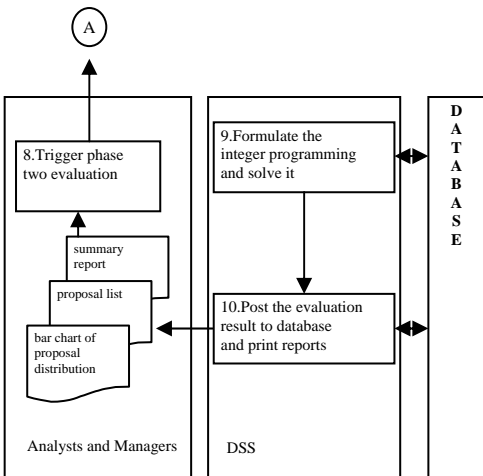 A
8.Trigger phase
two evaluation
summary
report
proposal list
bar chart of
proposal
distribution
Analysts and Managers
9.Formulate the
integer programming
and solve it
10.Post the evaluation
result to database
and print reports
DSS
D
A
T
A
B
A
S
E